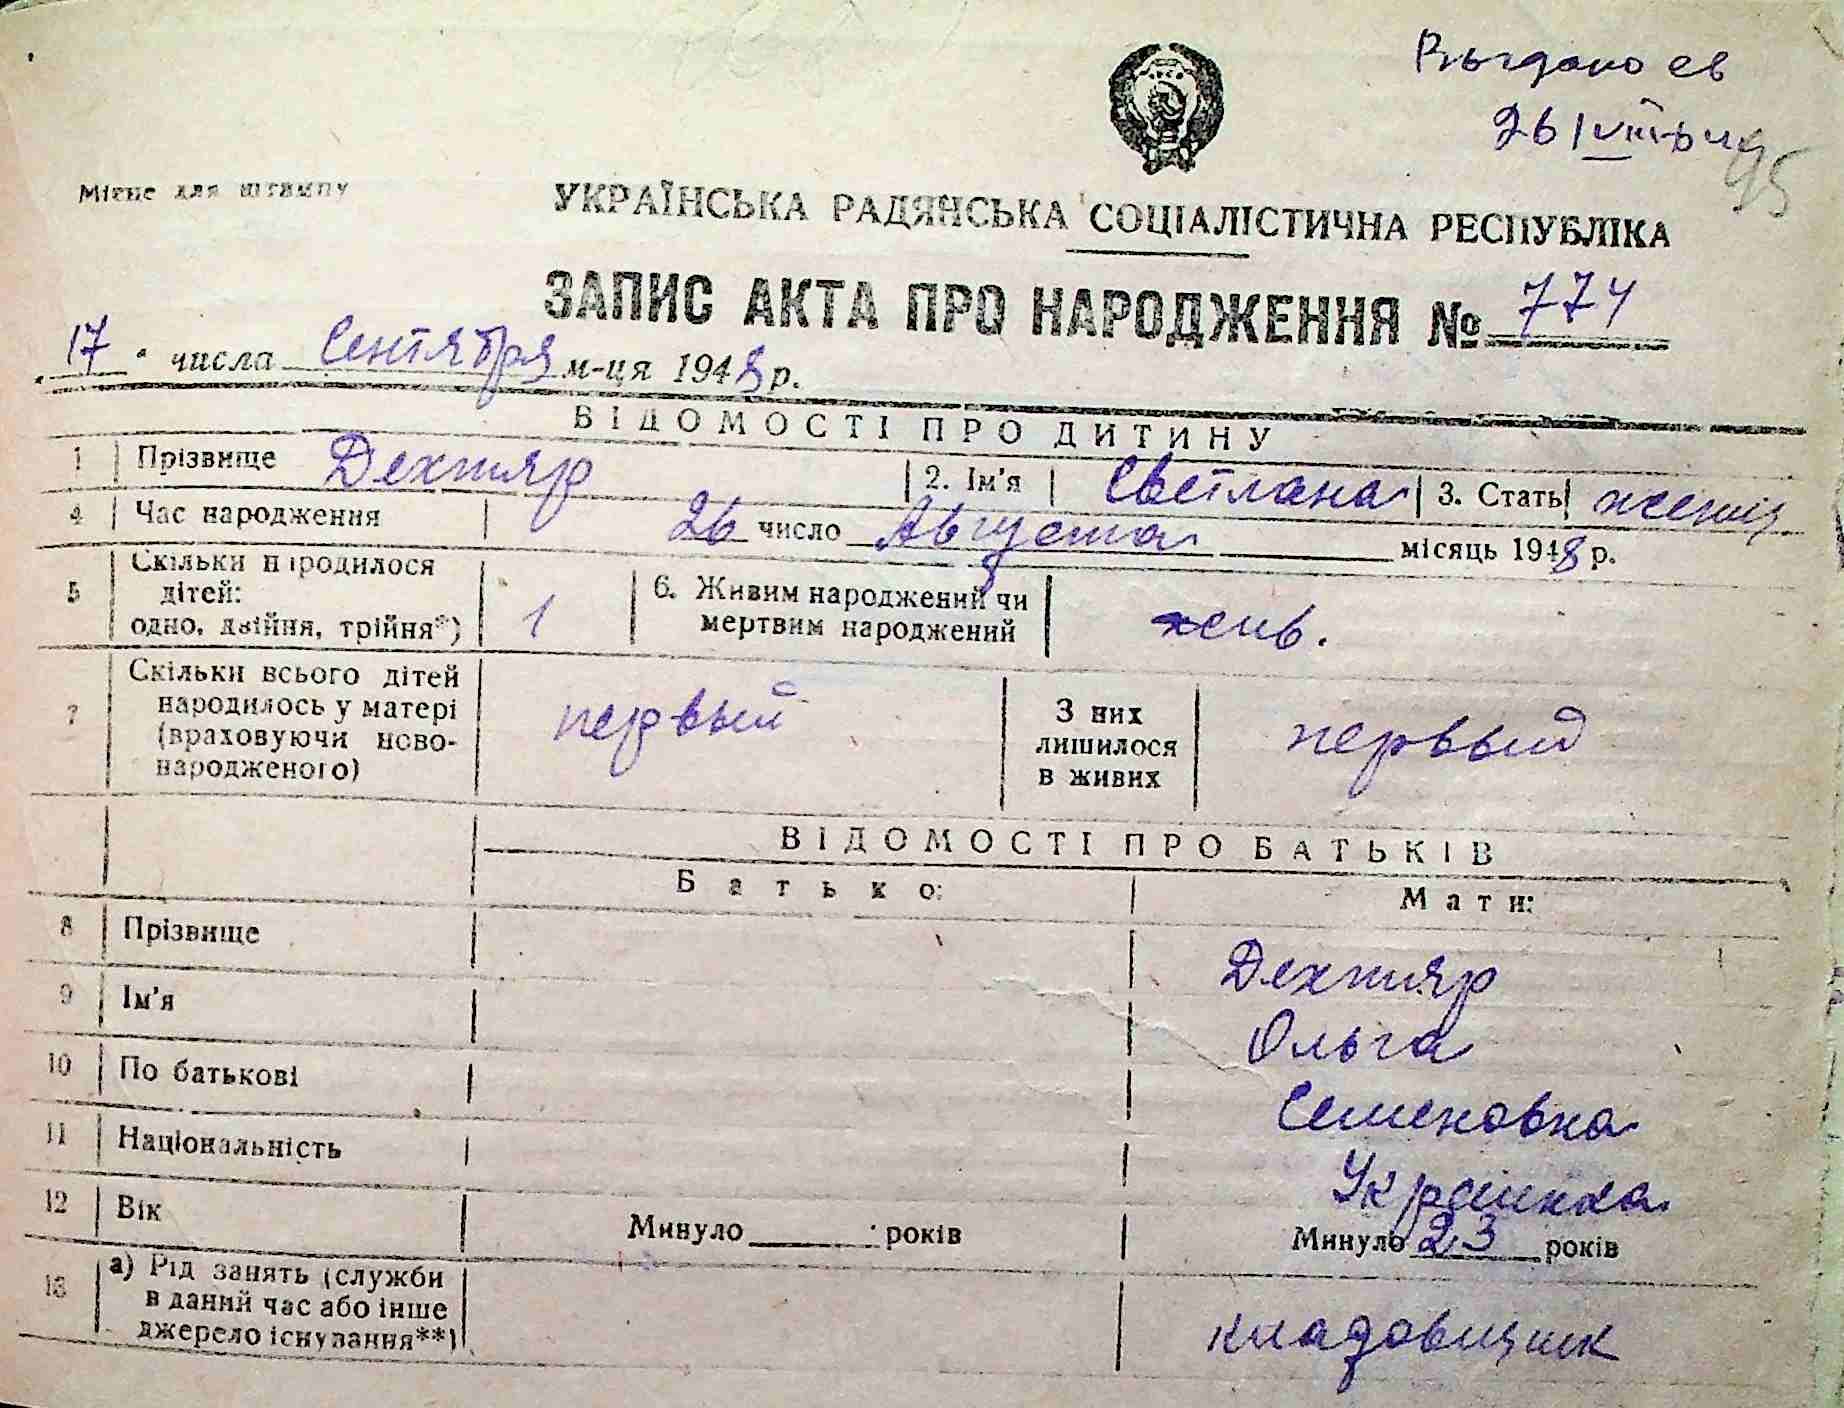 Выдано св
95
Місце для штампу
УКРАЇНСЬКА РАДЯНСЬКА СОЦІАЛІСТИЧНА РЕСПУБЛІКА
ЗАПИС АКТА ПРО НАРОДЖЕННЯ № 774
17 числа Сентября м-ця 1948 р.
ВІДОМОСТІ ПРО ДИТИНУ
1 Прізвище Дехтяр 2. Ім'я Светлана 3. Стать женщ
4 Час народження 26 число Августа місяць 1948 р.
5 Скільки народилося дітей: одно, двійня, трійня*) 1 6. Живим народжений чи мертвим народжений жив.
7 Скільки всього дітей народилось у матері (враховуючи новонародженого) первый З них лишилося в живих первый
ВІДОМОСТІ ПРО БАТЬКІВ
Батько: Мати:
8 Прізвище Дехтяр
9 Ім'я Ольга
10 По батькові Семеновна
11 Національність Украинка
12 Вік Минуло років Минуло 23 років
13 а) Рід занять (служби в даний час або інше джерело існування**) кладовщик